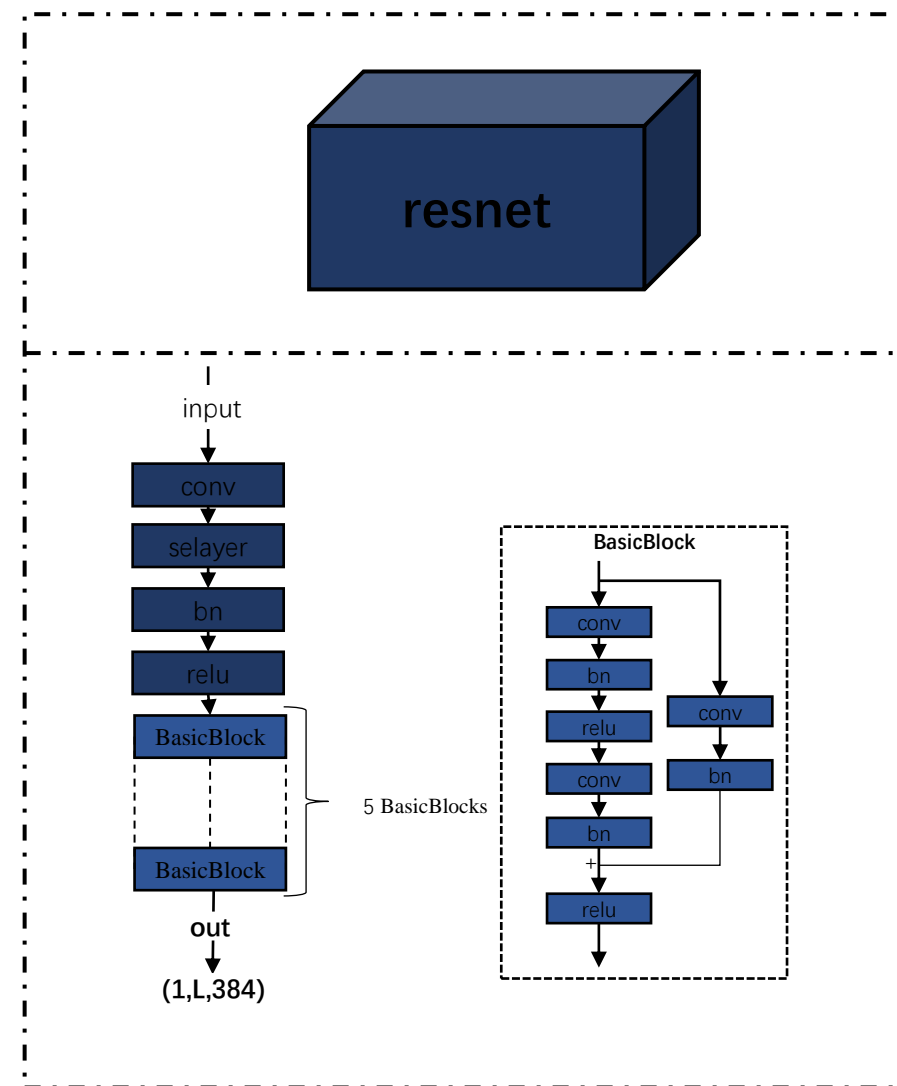 resnet
input
conv
selayer
bn
relu
BasicBlock
5 BasicBlocks
BasicBlock
out
(1,L,384)
BasicBlock
conv
bn
relu
conv
bn
conv
bn
+
relu